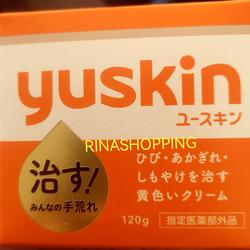 yuskin
ユースキン
RINASHOPPING
治す!
みんなの手荒れ
ひび・あかぎれ・
しもやけを治す
黄色いクリーム
120g
指定医薬部外品